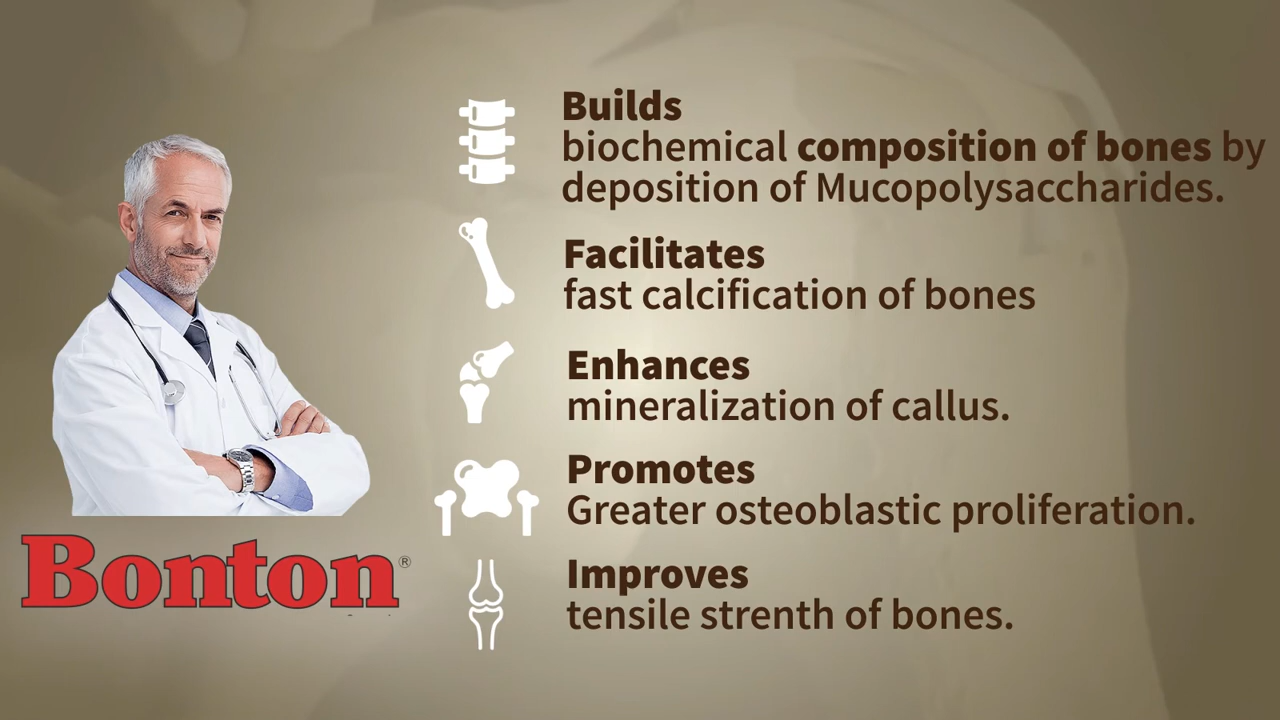 Builds
biochemical composition of bones by
deposition of Mucopolysaccharides.
Facilitates
fast calcification of bones
Enhances
mineralization of callus.
Promotes
Greater osteoblastic proliferation.
Improves
tensile strenth of bones.
Bonton®